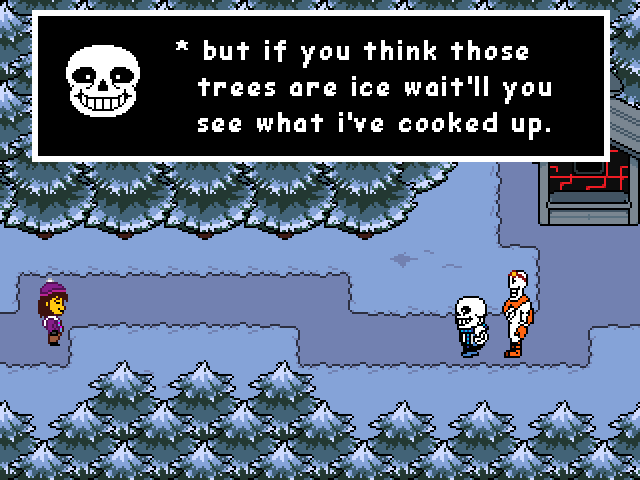 * but if you think those
trees are ice wait'll you
see what i've cooked up.